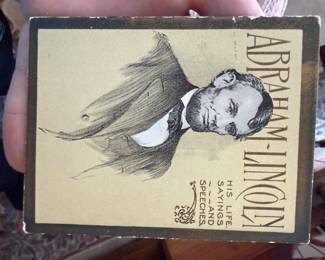 ABRAHAM-LINCOLN
HIS LIFE
SAYINGS
~~AND
SPEECHES.